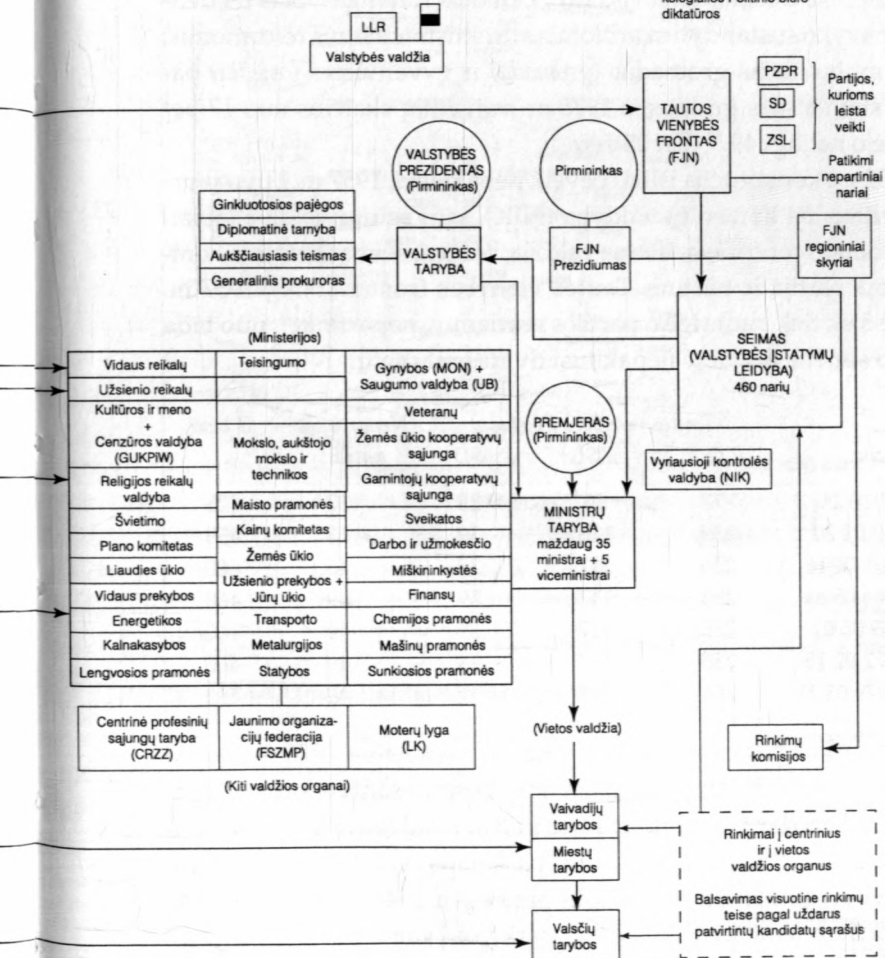 diktatūros
LLR
Valstybės valdžia
PZPR
SD
ZSL
Partijos,
kurioms
leista
veikti
Patikimi
nepartiniai
nariai
FJN
regioniniai
skyriai
TAUTOS
VIENYBĖS
FRONTAS
(FJN)
Pirmininkas
FJN
Prezidiumas
VALSTYBĖS
PREZIDENTAS
(Pirmininkas)
VALSTYBĖS
TARYBA
Ginkluotosios pajėgos
Diplomatinė tarnyba
Aukščiausiasis teismas
Generalinis prokuroras
SEIMAS
(VALSTYBĖS ĮSTATYMŲ
LEIDYBA)
460 narių
PREMJERAS
(Pirmininkas)
Vyriausioji kontrolės
valdyba (NIK)
MINISTRŲ
TARYBA
maždaug 35
ministrai + 5
viceministrai
(Ministerijos)
Vidaus reikalų
Užsienio reikalų
Kultūros ir meno
+
Cenzūros valdyba
(GUKPiW)
Religijos reikalų
valdyba
Švietimo
Plano komitetas
Liaudies ūkio
Vidaus prekybos
Energetikos
Kalnakasybos
Lengvosios pramonės
Teisingumo
Mokslo, aukštojo
mokslo ir
technikos
Maisto pramonės
Kainų komitetas
Žemės ūkio
Užsienio prekybos +
Jūrų ūkio
Transporto
Metalurgijos
Statybos
Gynybos (MON) +
Saugumo valdyba (UB)
Veteranų
Žemės ūkio kooperatyvų
sąjunga
Gamintojų kooperatyvų
sąjunga
Sveikatos
Darbo ir užmokesčio
Miškininkystės
Finansų
Chemijos pramonės
Mašinų pramonės
Sunkiosios pramonės
Centrinė profesinių
sąjungų taryba
(CRZZ)
Jaunimo organiza-
cijų federacija
(FSZMP)
Moterų lyga
(LK)
(Kiti valdžios organai)
(Vietos valdžia)
Rinkimų
komisijos
Vaivadijų
tarybos
Miestų
tarybos
Valsčių
tarybos
Rinkimai į centrinius
ir į vietos
valdžios organus
Balsavimas visuotine rinkimų
teise pagal uždarus
patvirtintų kandidatų sąrašus